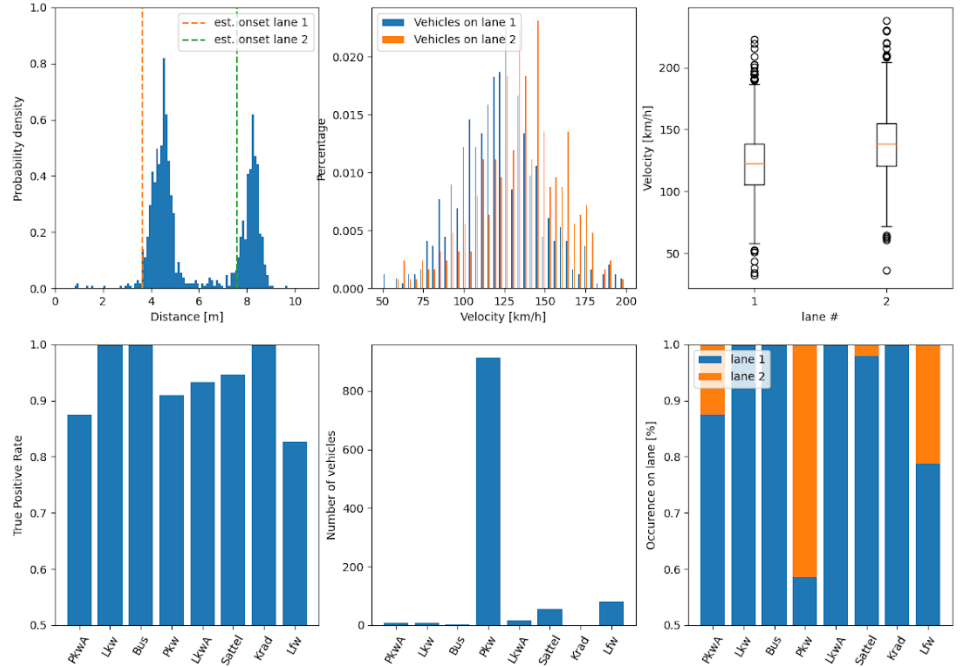 est. onset lane 1
est. onset lane 2
1.0
0.8
0.6
0.4
0.2
0.0
Probability density
0 2 4 6 8 10
Distance [m]
Vehicles on lane 1
Vehicles on lane 2
0.020
0.015
0.010
0.005
0.000
Percentage
50 75 100 125 150 175 200
Velocity [km/h]
200
150
100
50
Velocity [km/h]
1 2
lane #
1.0
0.9
0.8
0.7
0.6
0.5
True Positive Rate
PkwA Lkw Bus Pkw LkwA Sattel Krad Lfw
800
600
400
200
0
Number of vehicles
PkwA Lkw Bus Pkw LkwA Sattel Krad Lfw
lane 1
lane 2
1.0
0.9
0.8
0.7
0.6
0.5
Occurence on lane [%]
PkwA Lkw Bus Pkw LkwA Sattel Krad Lfw